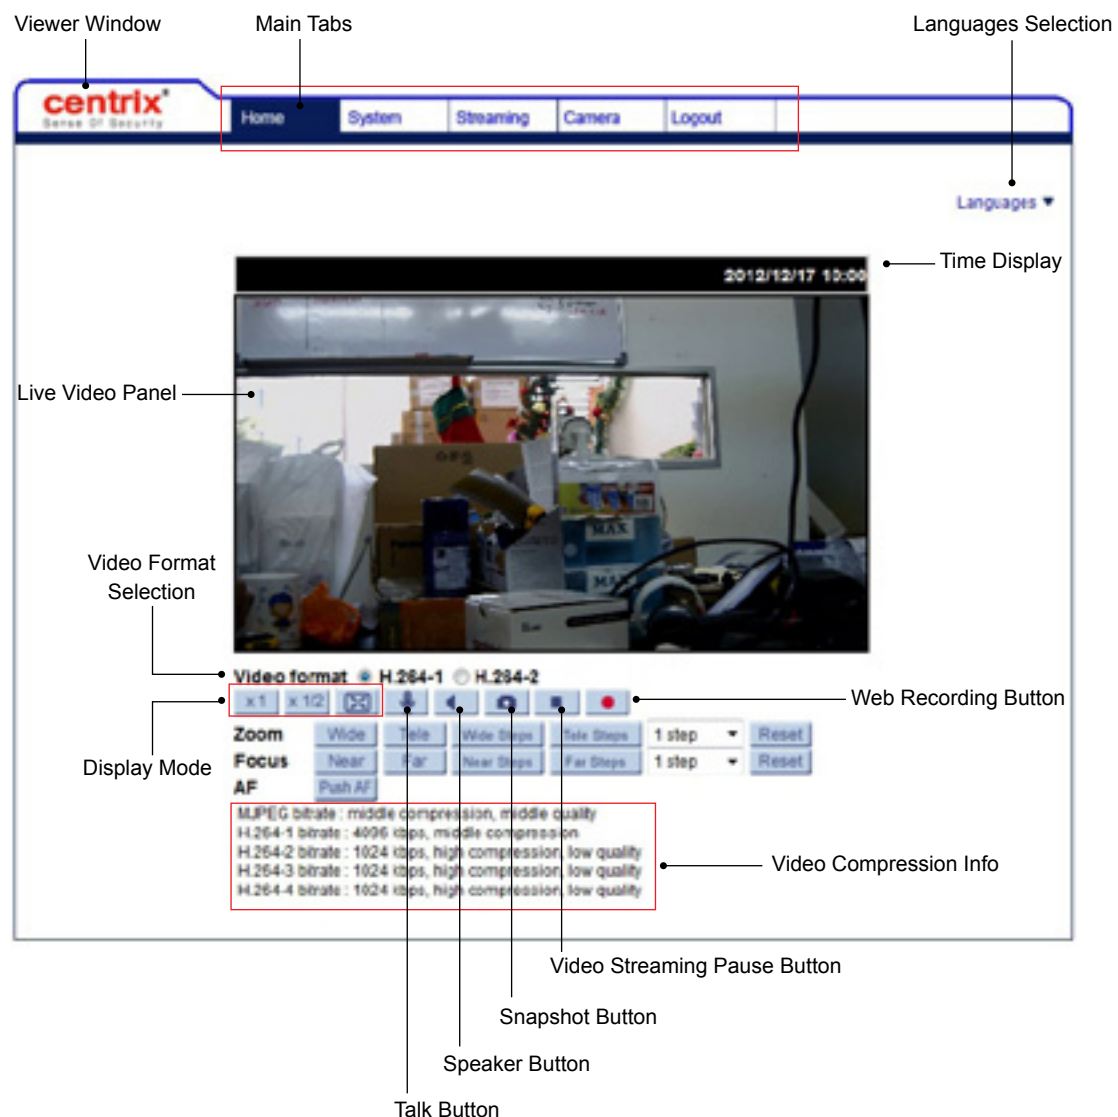 Viewer Window
Main Tabs
Languages Selection
centrix
Sense Of Security
Home
System
Streaming
Camera
Logout
Languages
Time Display
2012/12/17 10:00
Live Video Panel
MAX
MAX
Video Format
Selection
Video format H.264-1 H.264-2
x 1 x 1/2
Web Recording Button
Zoom Wide Tele Wide Steps Tele Steps 1 step Reset
Display Mode
Focus Near Far Near Steps Far Steps 1 step Reset
AF Push AF
MJPEG bitrate : middle compression, middle quality
H.264-1 bitrate : 4096 kbps, middle compression
H.264-2 bitrate : 1024 kbps, high compression, low quality
H.264-3 bitrate : 1024 kbps, high compression, low quality
H.264-4 bitrate : 1024 kbps, high compression, low quality
Video Compression Info
Video Streaming Pause Button
Snapshot Button
Speaker Button
Talk Button